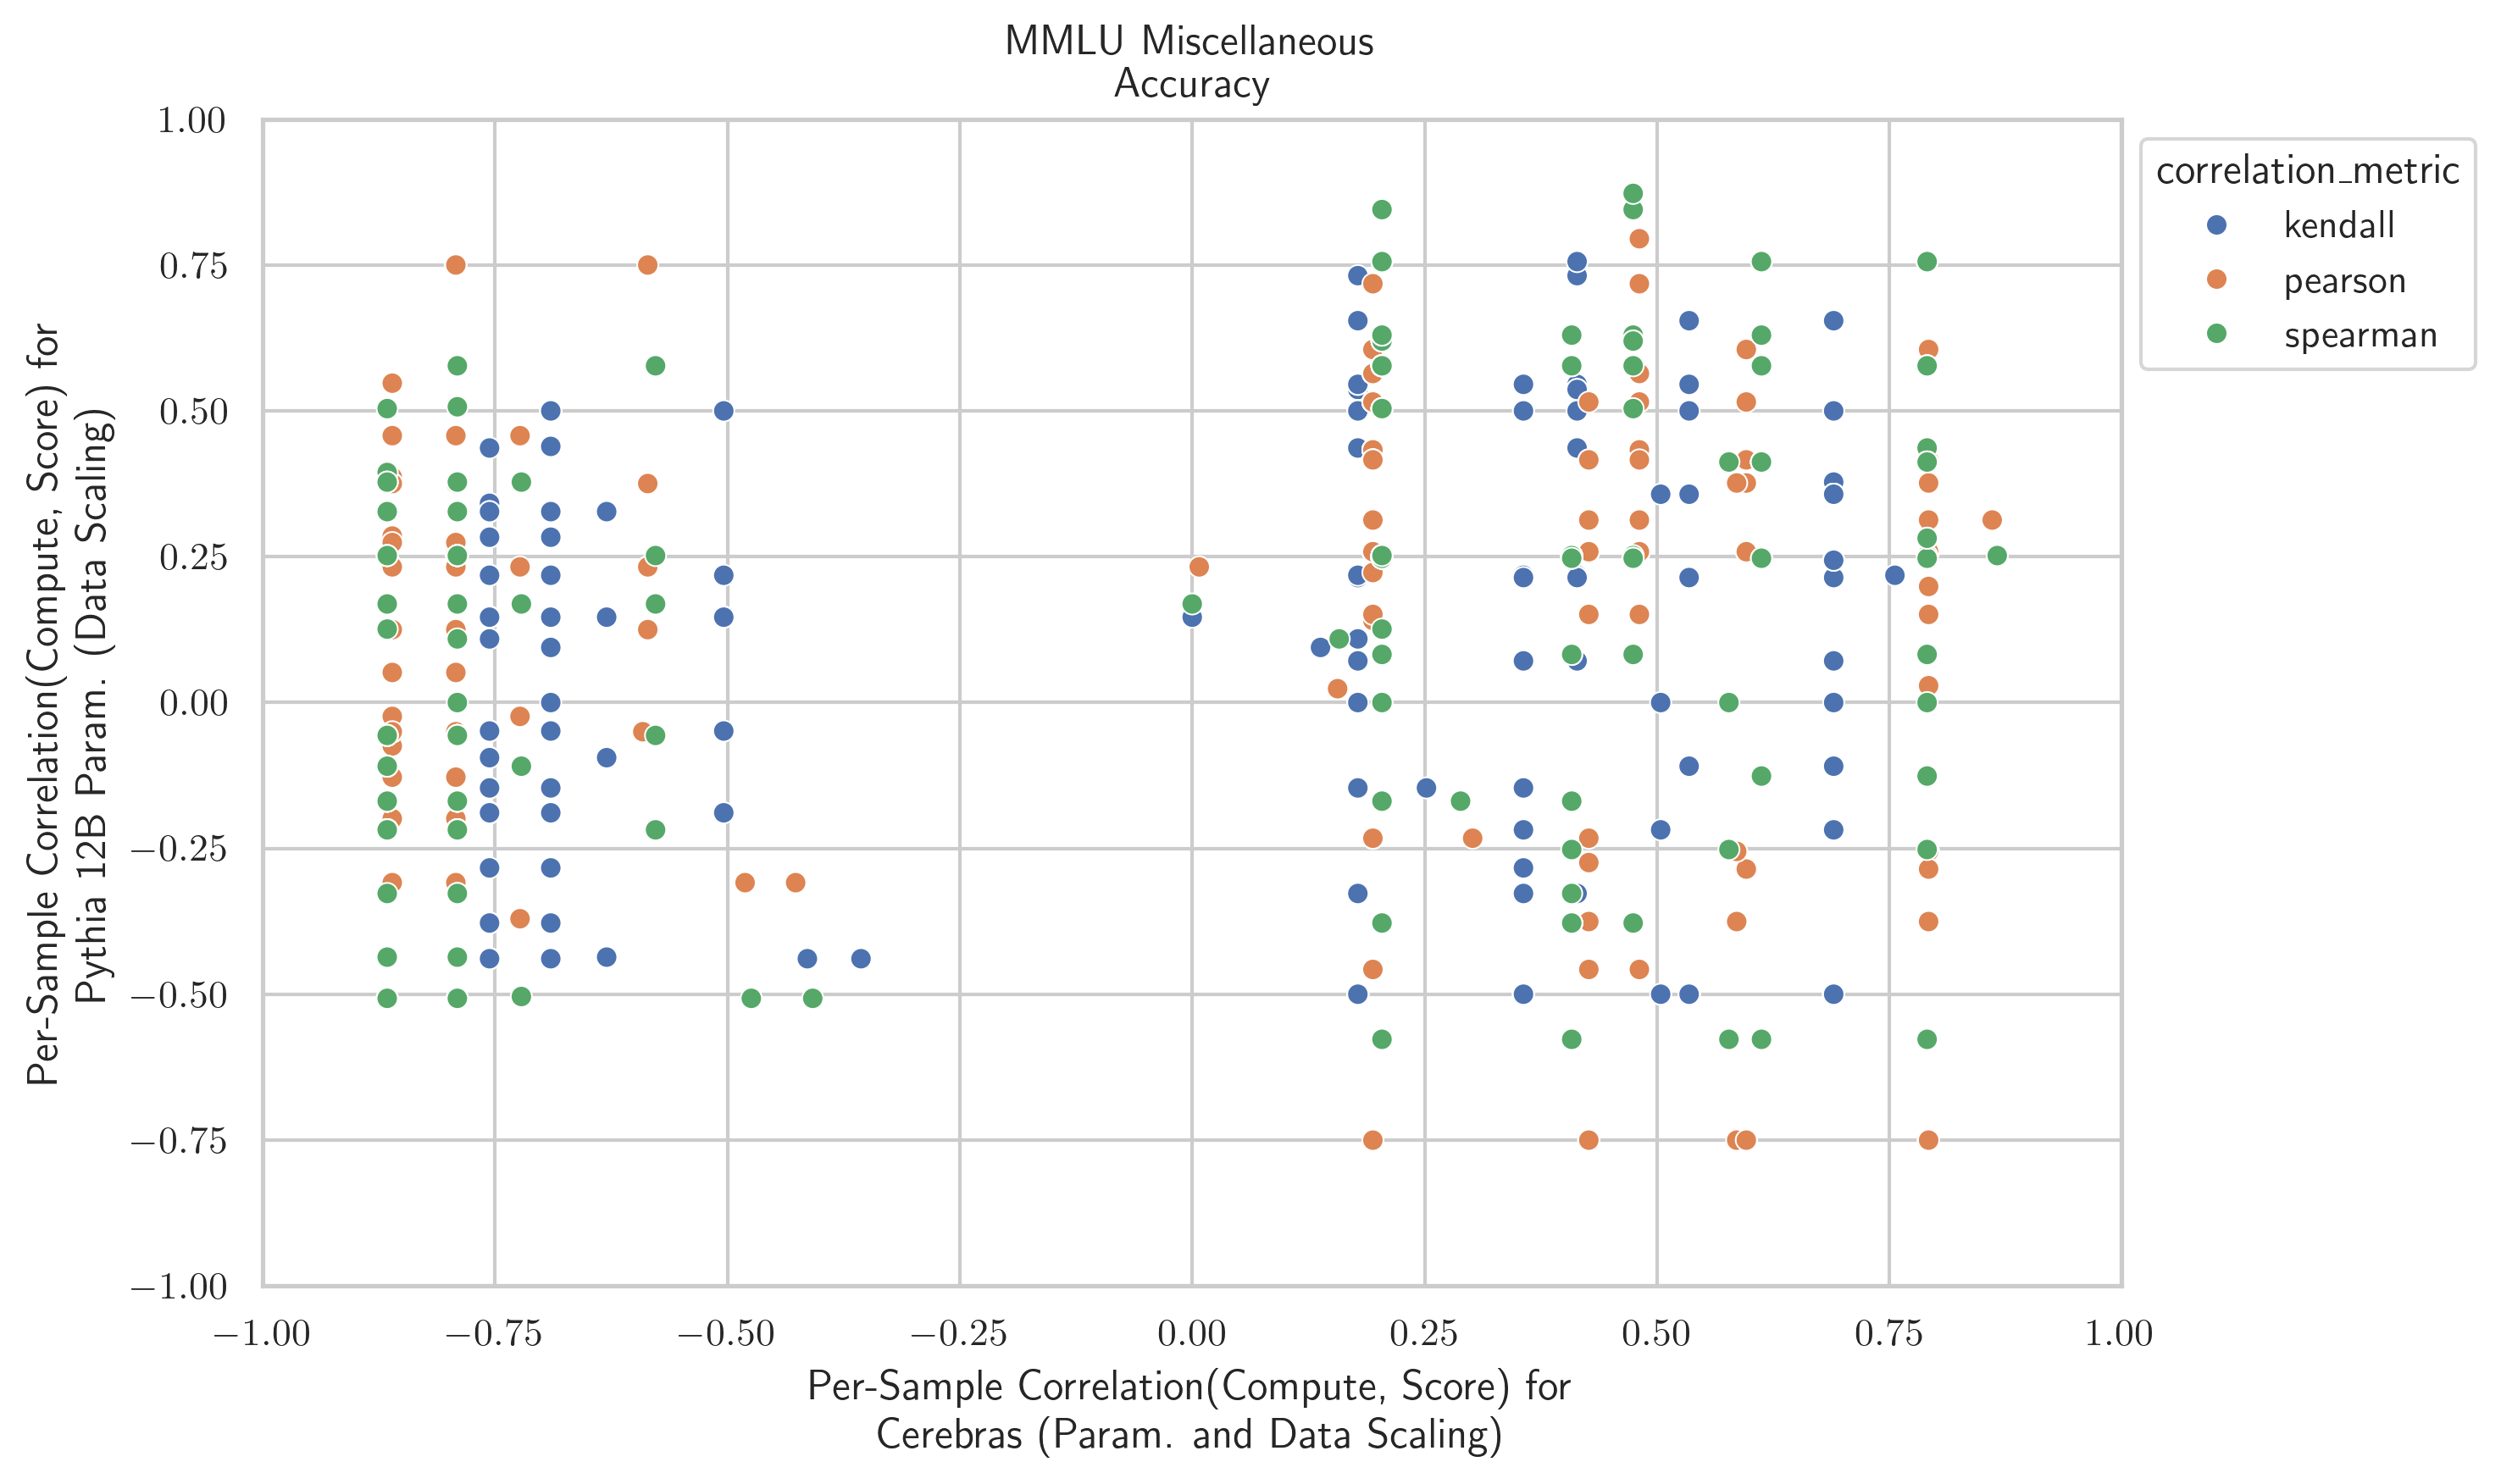 MMLU Miscellaneous
Accuracy
Per-Sample Correlation(Compute, Score) for
Pythia 12B Param. (Data Scaling)
1.00
0.75
0.50
0.25
0.00
−0.25
−0.50
−0.75
−1.00
−1.00 −0.75 −0.50 −0.25 0.00 0.25 0.50 0.75 1.00
Per-Sample Correlation(Compute, Score) for
Cerebras (Param. and Data Scaling)
correlation_metric
kendall
pearson
spearman